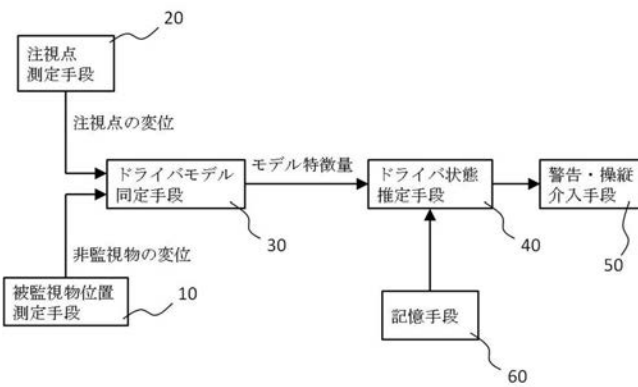 20
注視点
測定手段
注視点の変位
ドライバモデル
同定手段
30
モデル特徴量
ドライバ状態
推定手段
40
警告・操縦
介入手段
50
非監視物の変位
被監視物位置
測定手段
10
記憶手段
60